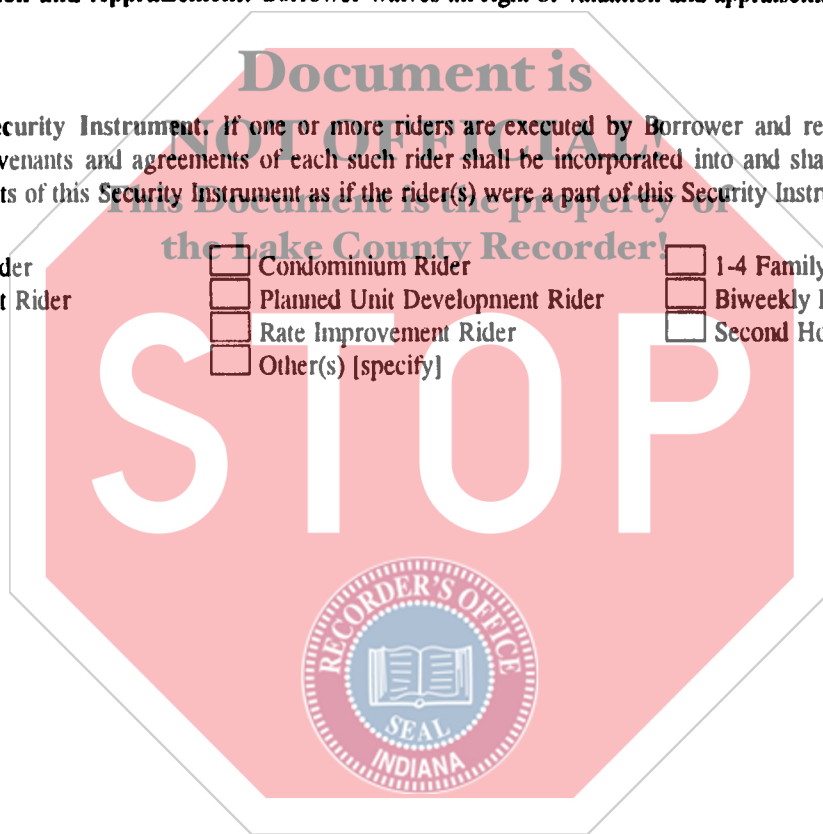 Document is
NOT OFFICIAL!
ecurity Instrument. If one or more riders are executed by Borrower and re
venants and agreements of each such rider shall be incorporated into and sha
ts of this Security Instrument as if the rider(s) were a part of this Security Instru
This Document is the property of
the Lake County Recorder!
der Condominium Rider 1-4 Family
t Rider Planned Unit Development Rider Biweekly
Rate Improvement Rider Second Ho
Other(s) [specify]
STOP
RECORDER'S OFFICE
SEAL
INDIANA